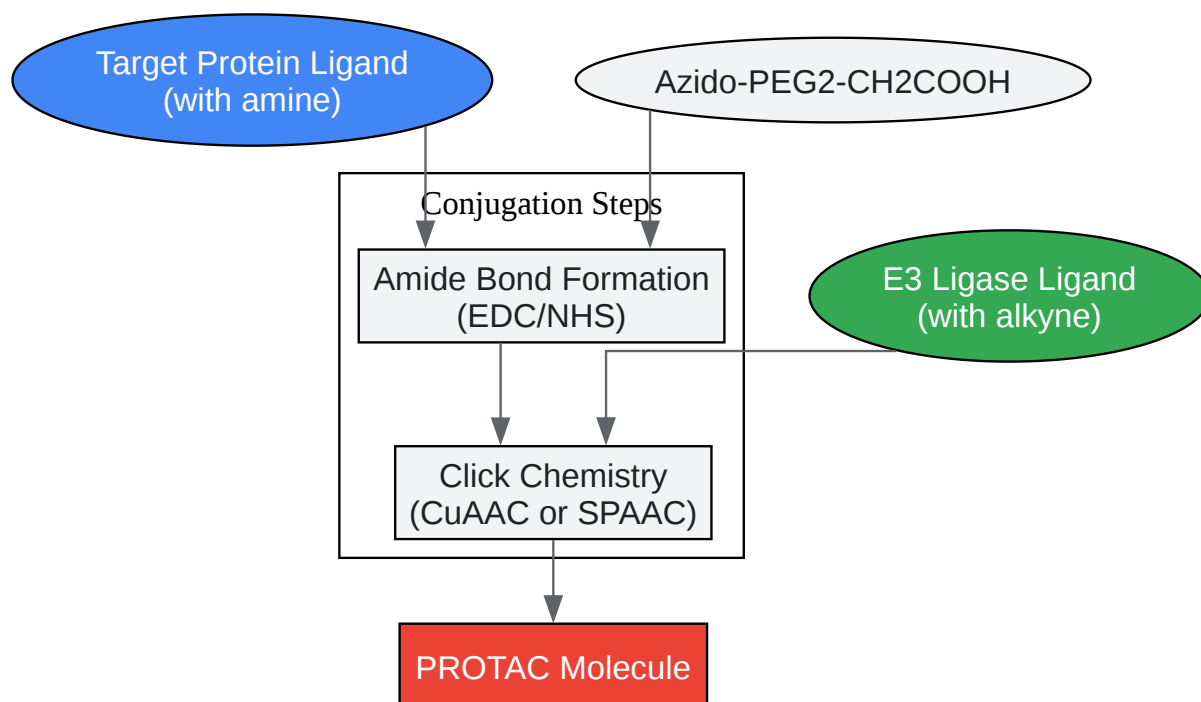 Target Protein Ligand
(with amine)
Azido-PEG2-CH2COOH
Conjugation Steps
Amide Bond Formation
(EDC/NHS)
E3 Ligase Ligand
(with alkyne)
Click Chemistry
(CuAAC or SPAAC)
PROTAC Molecule